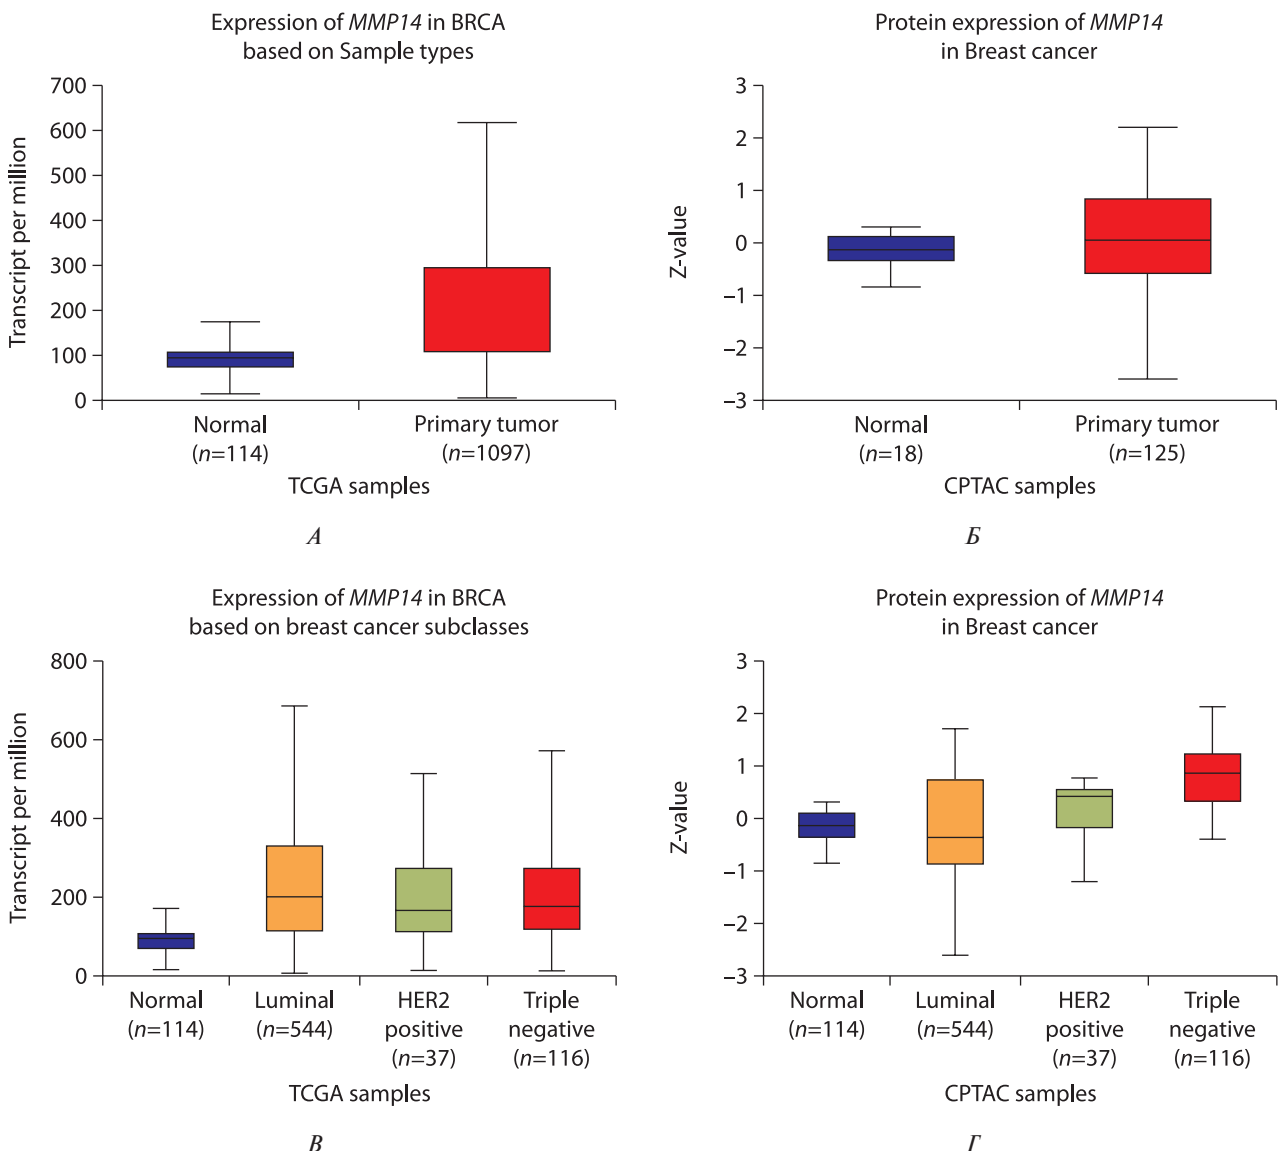 Expression of MMP14 in BRCA
based on Sample types
Transcript per million
700
600
500
400
300
200
100
0
Normal
(n=114)
Primary tumor
(n=1097)
TCGA samples
А
Protein expression of MMP14
in Breast cancer
Z-value
3
2
1
0
–1
–2
–3
Normal
(n=18)
Primary tumor
(n=125)
CPTAC samples
Б
Expression of MMP14 in BRCA
based on breast cancer subclasses
Transcript per million
800
600
400
200
0
Normal
(n=114)
Luminal
(n=544)
HER2
positive
(n=37)
Triple
negative
(n=116)
TCGA samples
В
Protein expression of MMP14
in Breast cancer
Z-value
3
2
1
0
–1
–2
–3
Normal
(n=114)
Luminal
(n=544)
HER2
positive
(n=37)
Triple
negative
(n=116)
CPTAC samples
Г